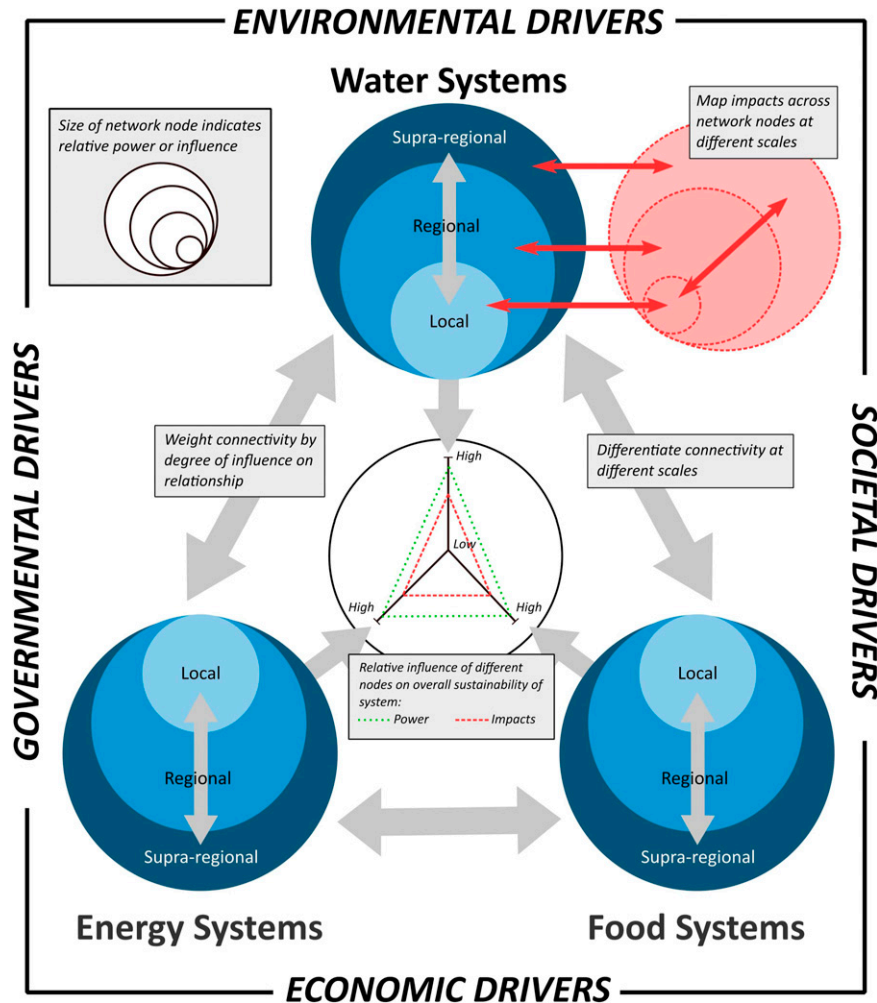 ENVIRONMENTAL DRIVERS
Water Systems
Size of network node indicates
relative power or influence
Map impacts across
network nodes at
different scales
Supra-regional
Regional
Local
GOVERNMENTAL DRIVERS
SOCIETAL DRIVERS
Weight connectivity by
degree of influence on
relationship
Differentiate connectivity at
different scales
High
Low
High
High
Relative influence of different
nodes on overall sustainability of
system:
Power
Impacts
Local
Regional
Supra-regional
Energy Systems
Local
Regional
Supra-regional
Food Systems
ECONOMIC DRIVERS